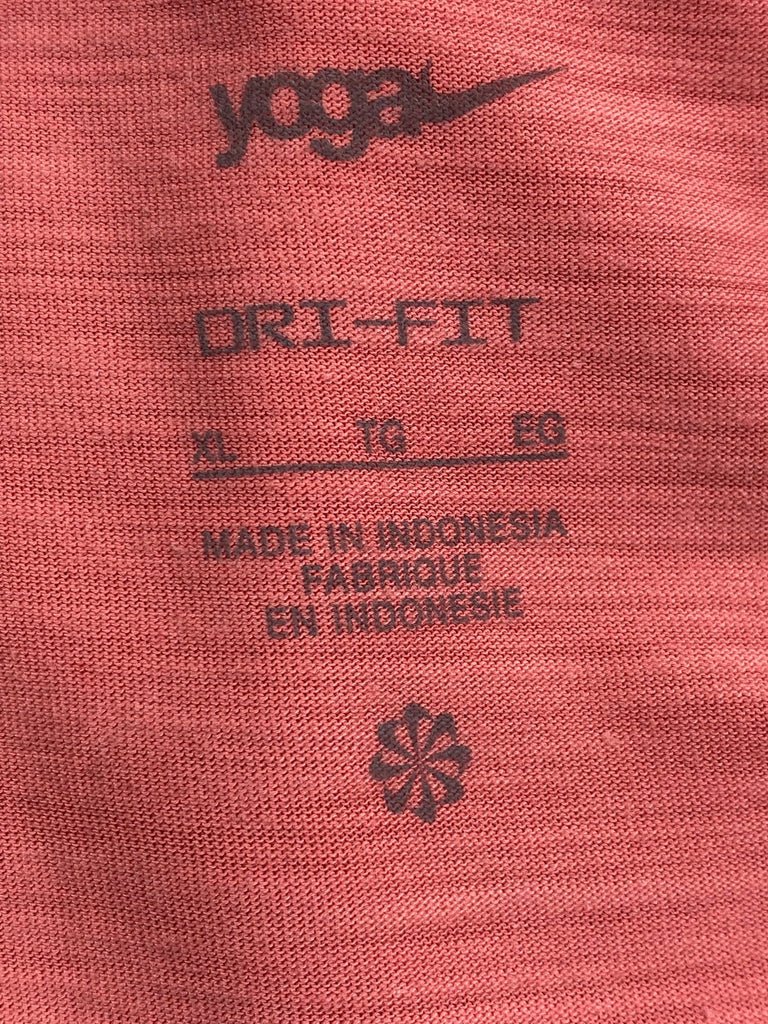 yoga
DRI-FIT
XL TG EG
MADE IN INDONESIA
FABRIQUE
EN INDONESIE